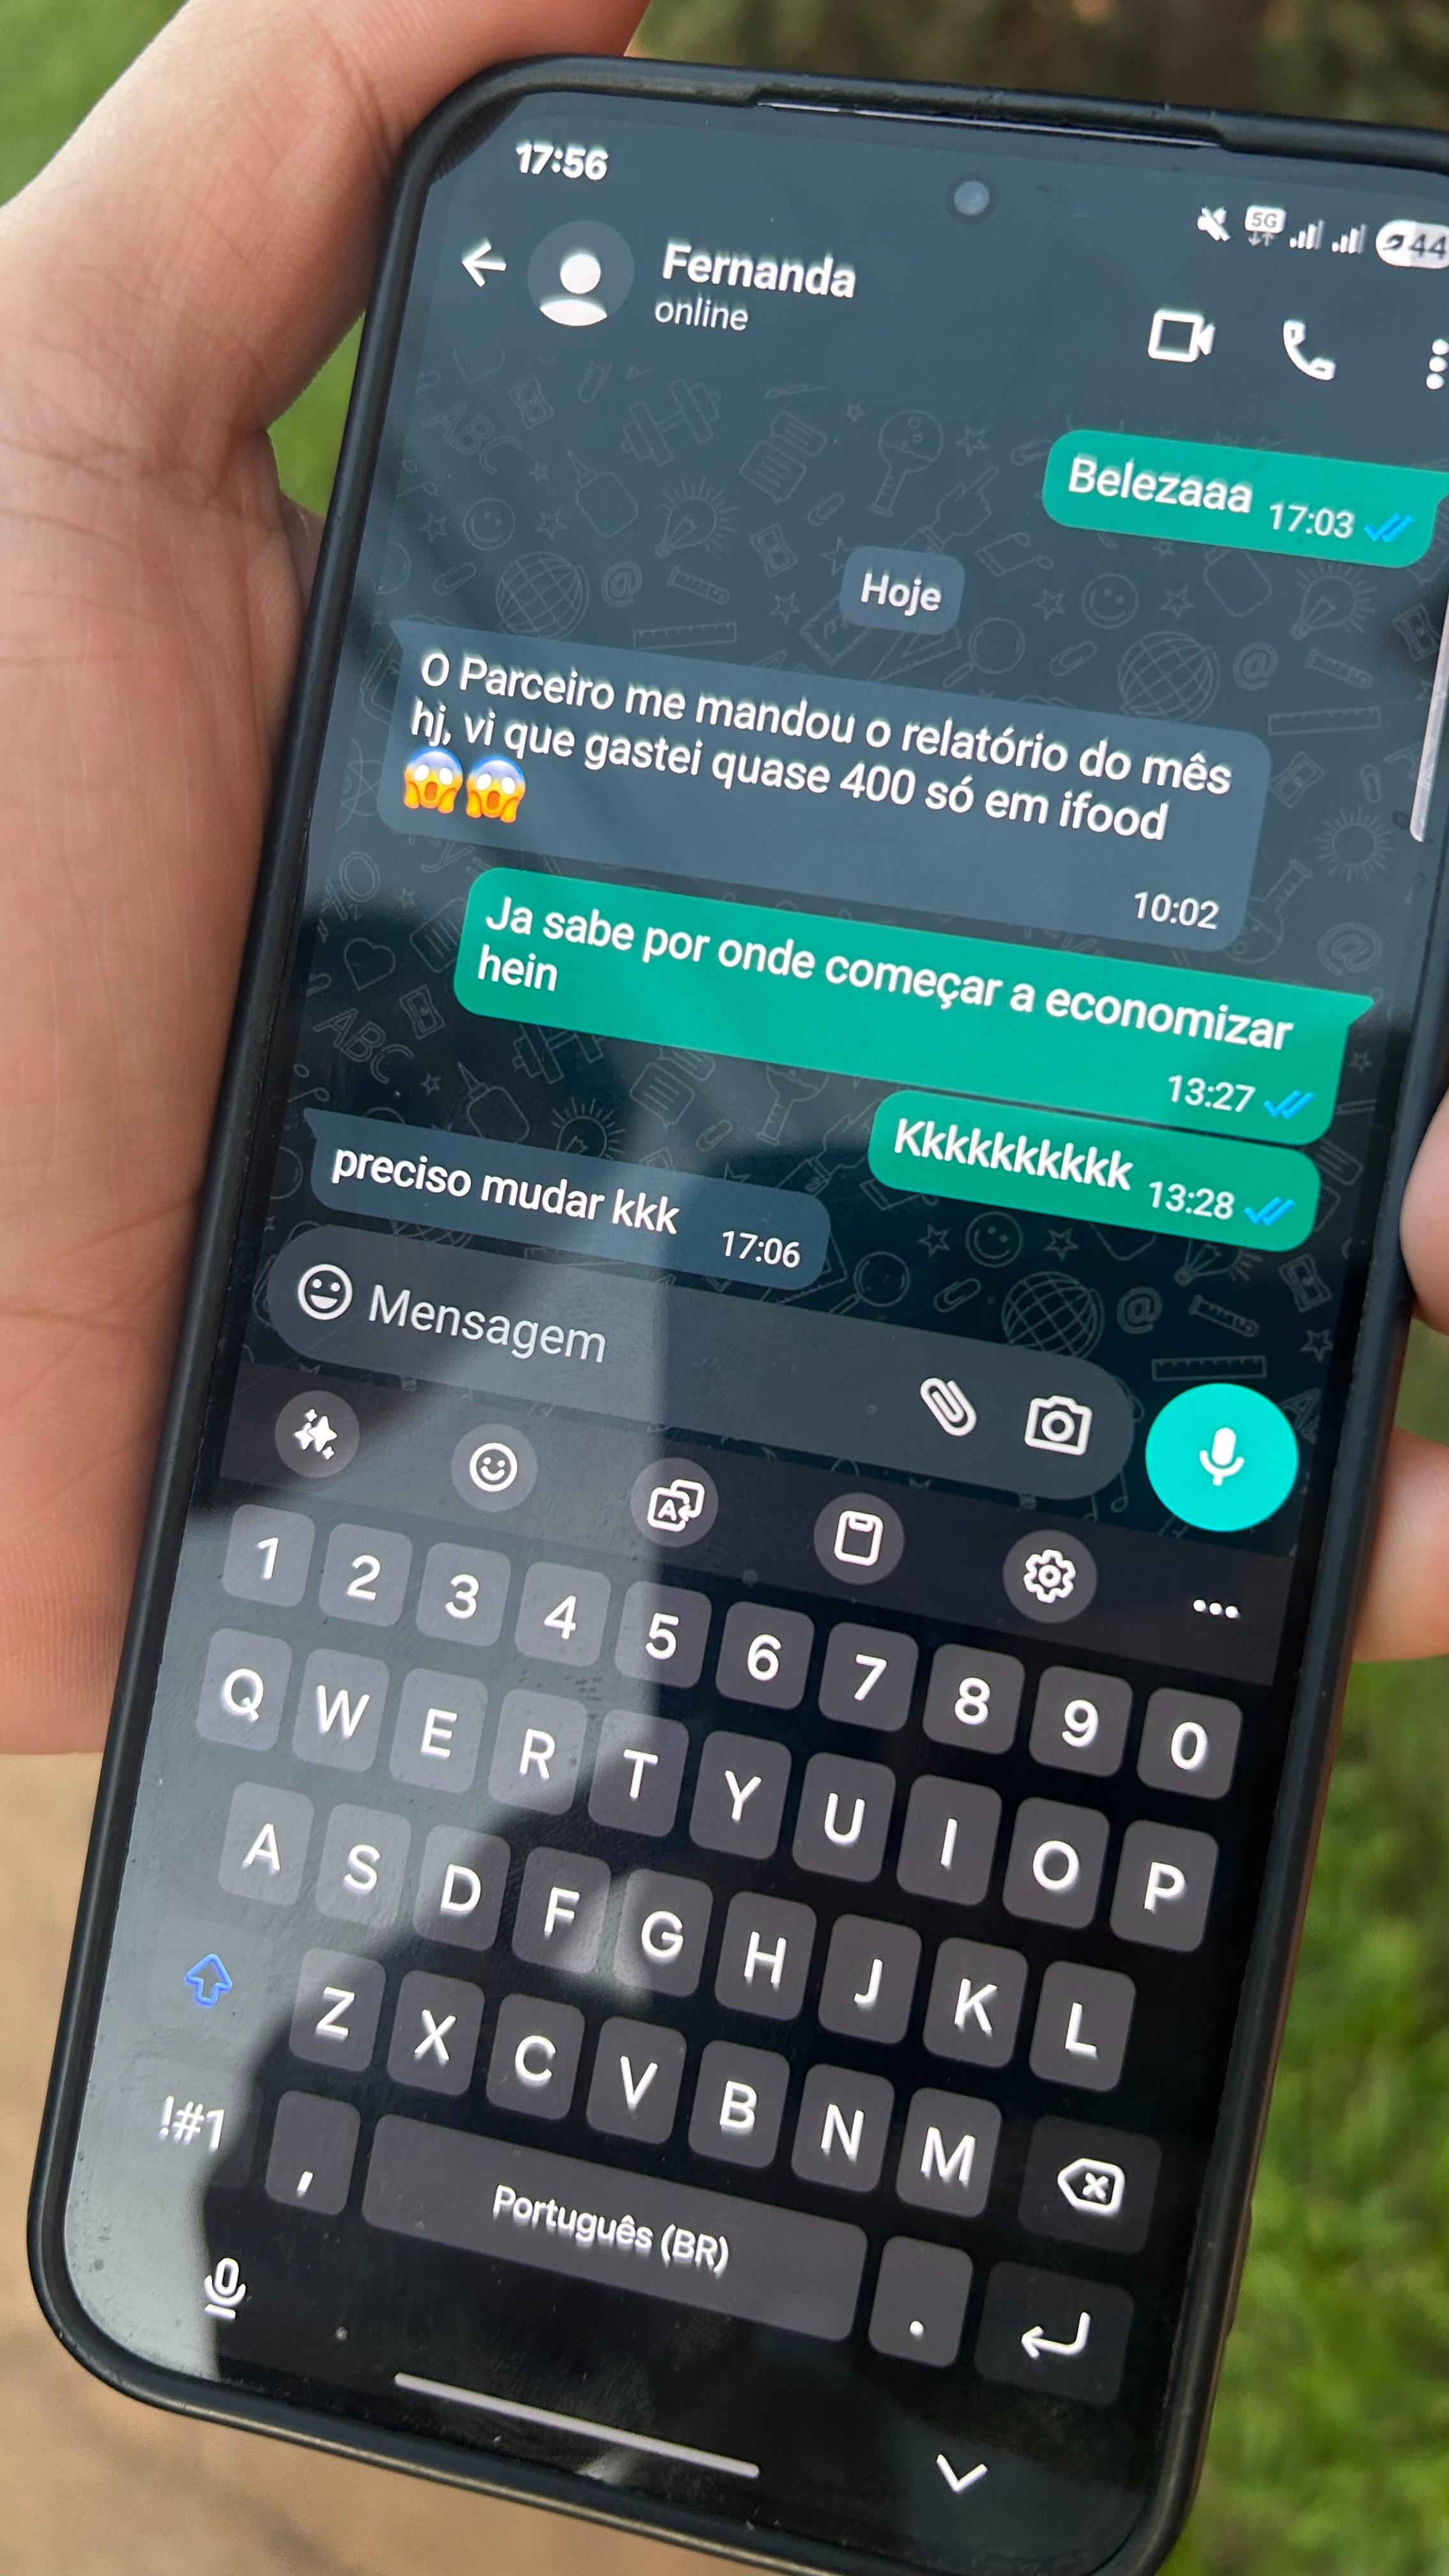 17:56
5G
44
Fernanda
online
Belezaaa 17:03
Hoje
O Parceiro me mandou o relatório do mês
hj, vi que gastei quase 400 só em ifood
😱😱
10:02
Ja sabe por onde começar a economizar
hein
13:27
Kkkkkkkkkk 13:28
preciso mudar kkk 17:06
Mensagem
1 2 3 4 5 6 7 8 9 0
Q W E R T Y U I O P
A S D F G H J K L
Z X C V B N M
!#1 , Português (BR) .